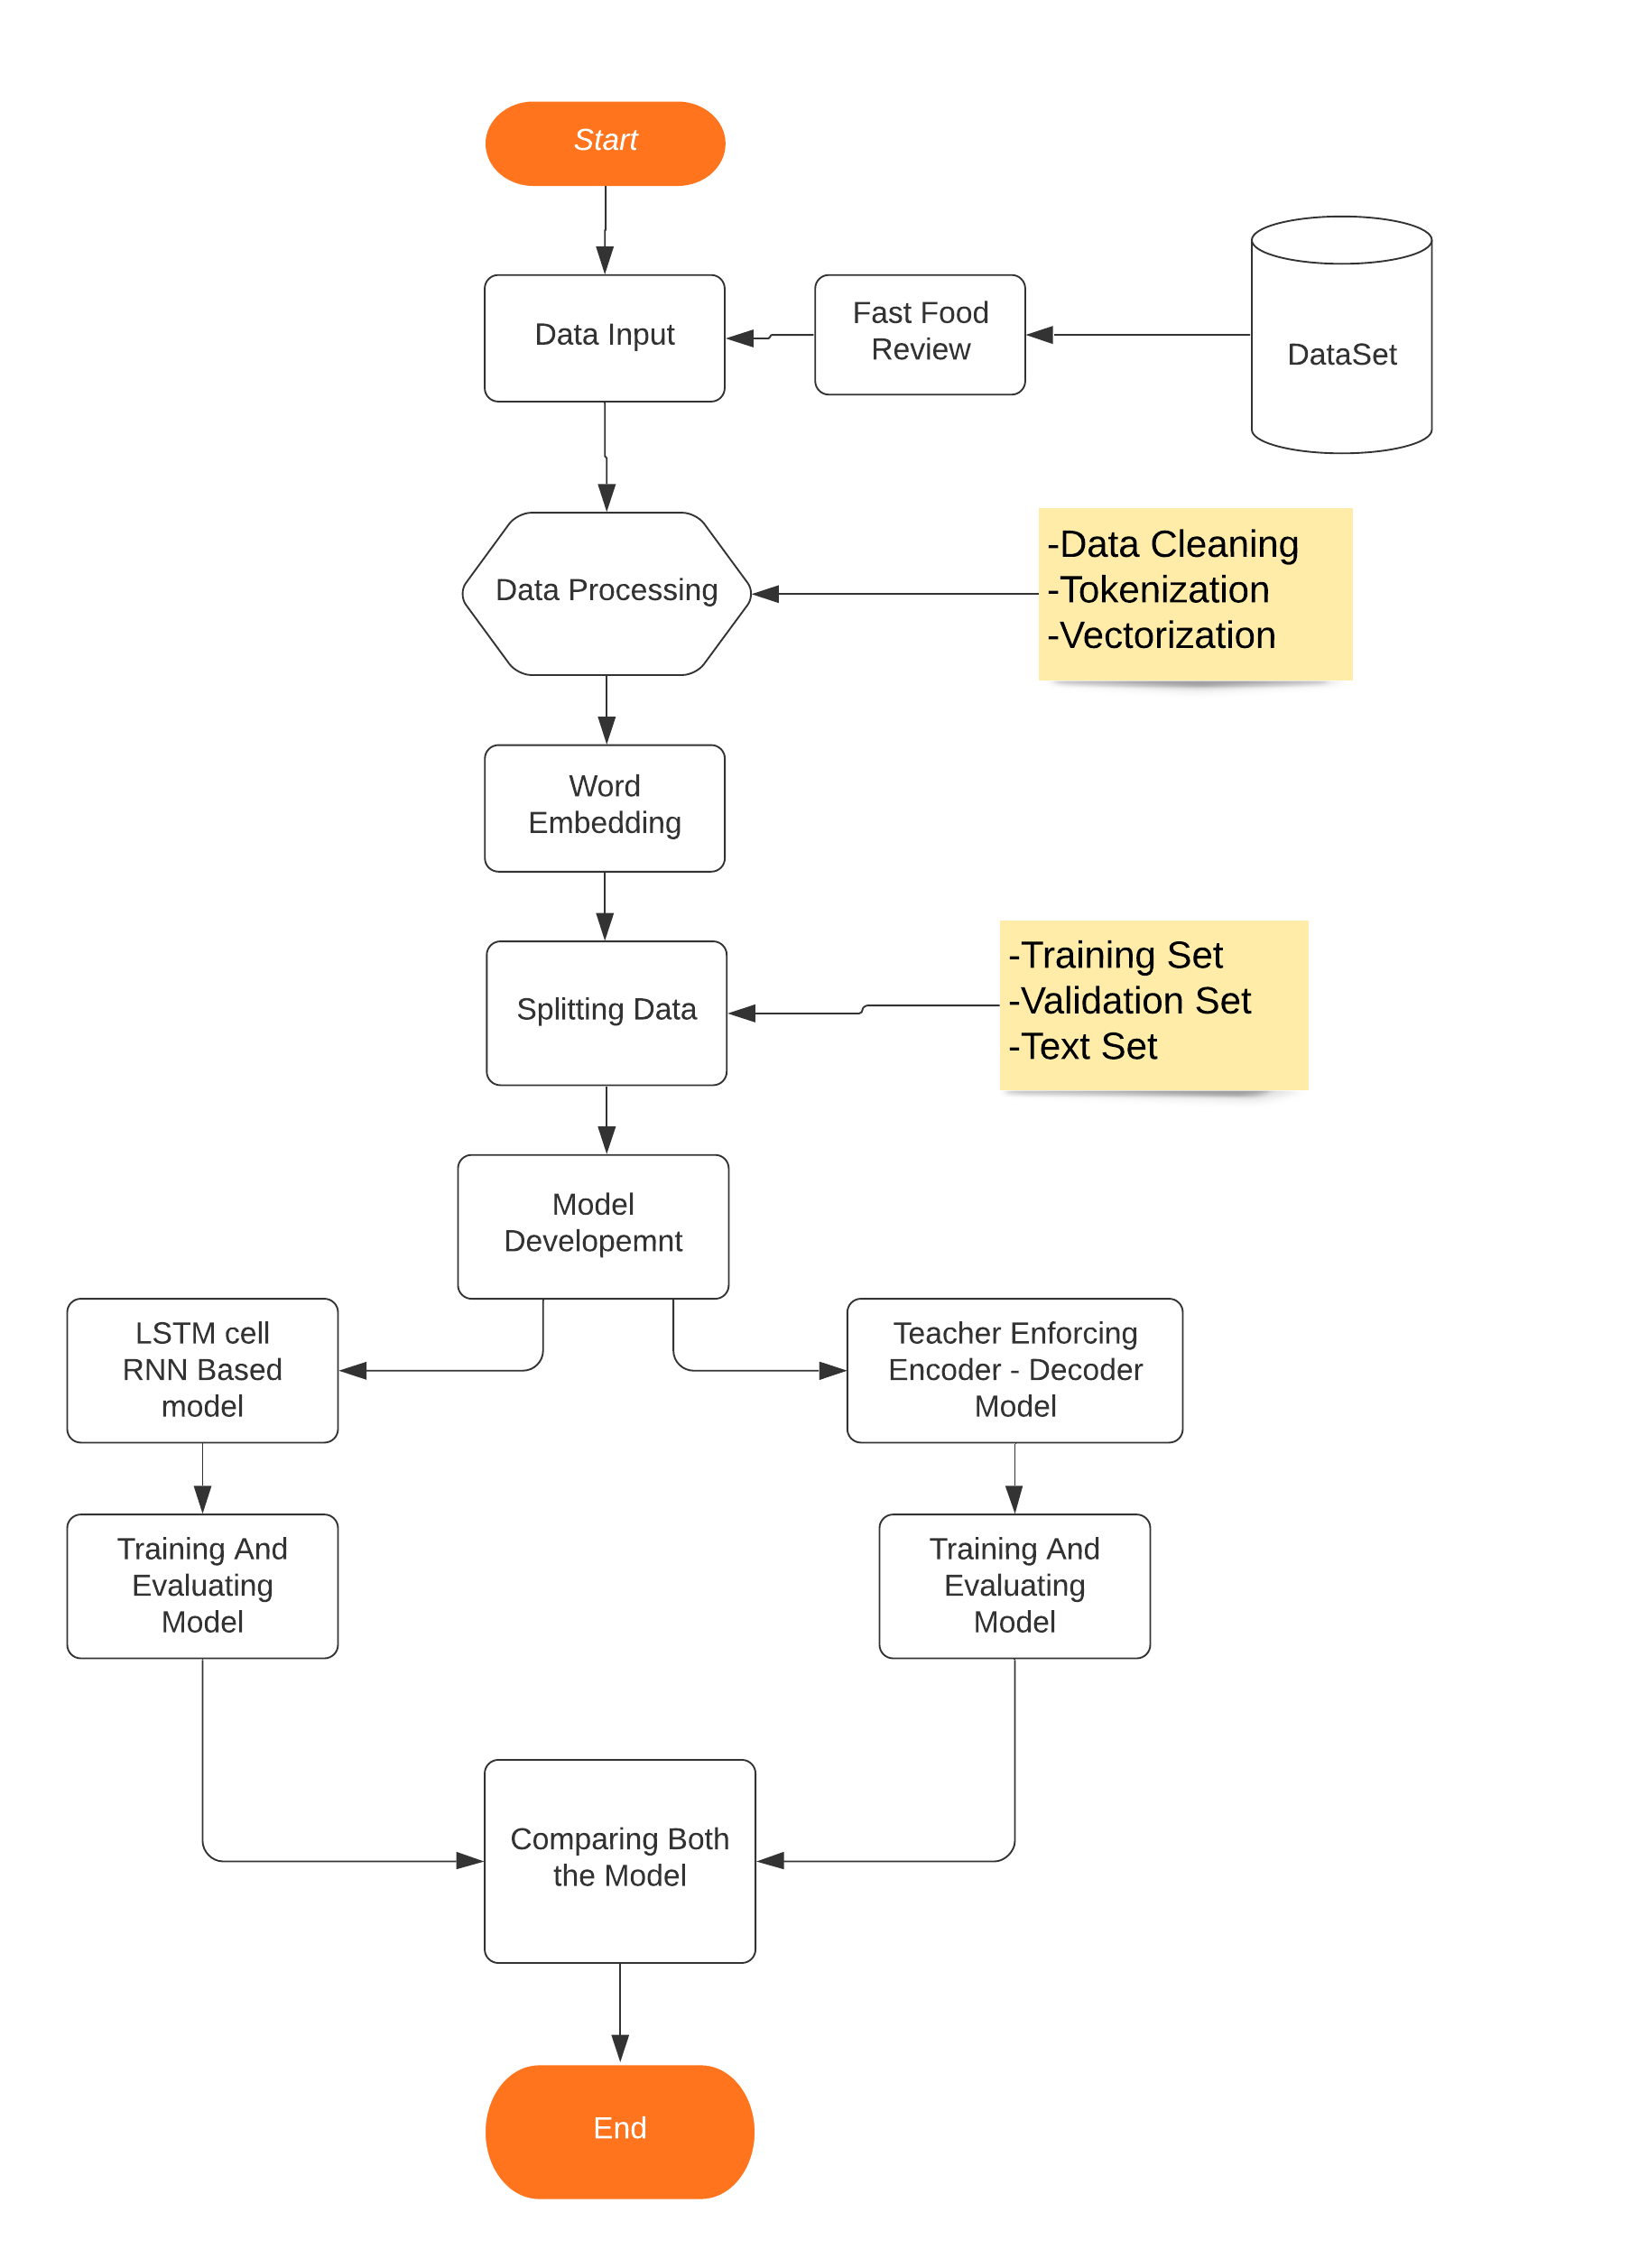 Start
Data Input
Fast Food
Review
DataSet
Data Processing
-Data Cleaning
-Tokenization
-Vectorization
Word
Embedding
Splitting Data
-Training Set
-Validation Set
-Text Set
Model
Developemnt
LSTM cell
RNN Based
model
Teacher Enforcing
Encoder - Decoder
Model
Training And
Evaluating
Model
Training And
Evaluating
Model
Comparing Both
the Model
End